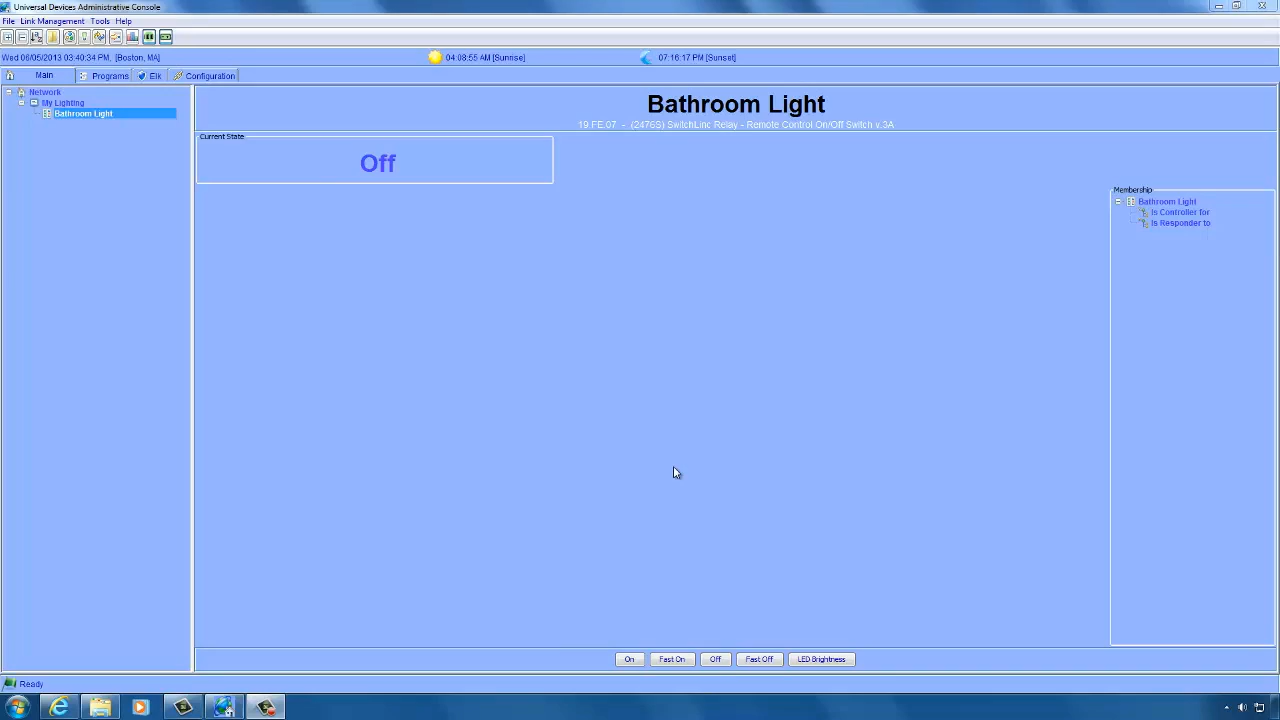 Universal Devices Administrative Console
File Link Management Tools Help
Wed 06/05/2013 03:40:34 PM, [Boston, MA] 04:08:55 AM [Sunrise] 07:16:17 PM [Sunset]
Main Programs Elk Configuration
Network
My Lighting
Bathroom Light
Bathroom Light
19.FE.07 - (2476S) SwitchLinc Relay - Remote Control On/Off Switch v.3A
Current State
Off
Membership
Bathroom Light
Is Controller for
Is Responder to
On Fast On Off Fast Off LED Brightness
Ready